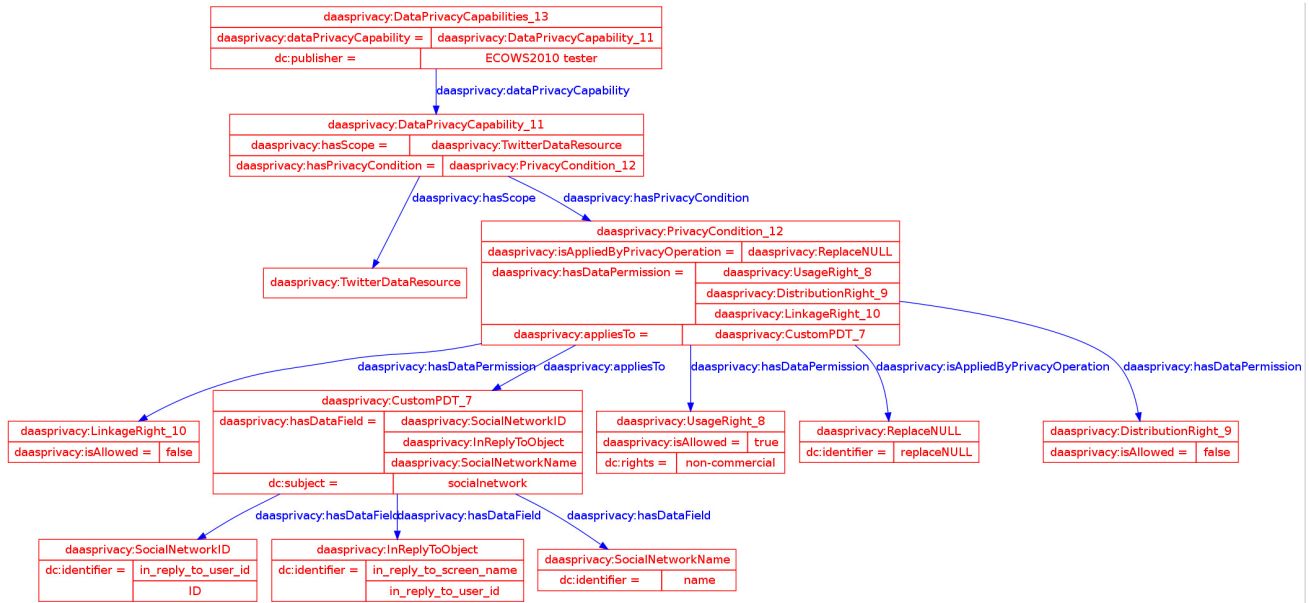 daasprivacy:DataPrivacyCapabilities_13
daasprivacy:dataPrivacyCapability = daasprivacy:DataPrivacyCapability_11
dc:publisher = ECOWS2010 tester
daasprivacy:dataPrivacyCapability
daasprivacy:DataPrivacyCapability_11
daasprivacy:hasScope = daasprivacy:TwitterDataResource
daasprivacy:hasPrivacyCondition = daasprivacy:PrivacyCondition_12
daasprivacy:hasScope daasprivacy:hasPrivacyCondition
daasprivacy:TwitterDataResource
daasprivacy:PrivacyCondition_12
daasprivacy:isAppliedByPrivacyOperation = daasprivacy:ReplaceNULL
daasprivacy:hasDataPermission = daasprivacy:UsageRight_8
daasprivacy:DistributionRight_9
daasprivacy:LinkageRight_10
daasprivacy:appliesTo = daasprivacy:CustomPDT_7
daasprivacy:hasDataPermission daasprivacy:appliesTo daasprivacy:hasDataPermission daasprivacy:isAppliedByPrivacyOperation daasprivacy:hasDataPermission
daasprivacy:LinkageRight_10
daasprivacy:isAllowed = false
daasprivacy:CustomPDT_7
daasprivacy:hasDataField = daasprivacy:SocialNetworkID
daasprivacy:InReplyToObject
daasprivacy:SocialNetworkName
dc:subject = socialnetwork
daasprivacy:UsageRight_8
daasprivacy:isAllowed = true
dc:rights = non-commercial
daasprivacy:ReplaceNULL
dc:identifier = replaceNULL
daasprivacy:DistributionRight_9
daasprivacy:isAllowed = false
daasprivacy:hasDataField daasprivacy:hasDataField daasprivacy:hasDataField
daasprivacy:SocialNetworkID
dc:identifier = in_reply_to_user_id
ID
daasprivacy:InReplyToObject
dc:identifier = in_reply_to_screen_name
in_reply_to_user_id
daasprivacy:SocialNetworkName
dc:identifier = name